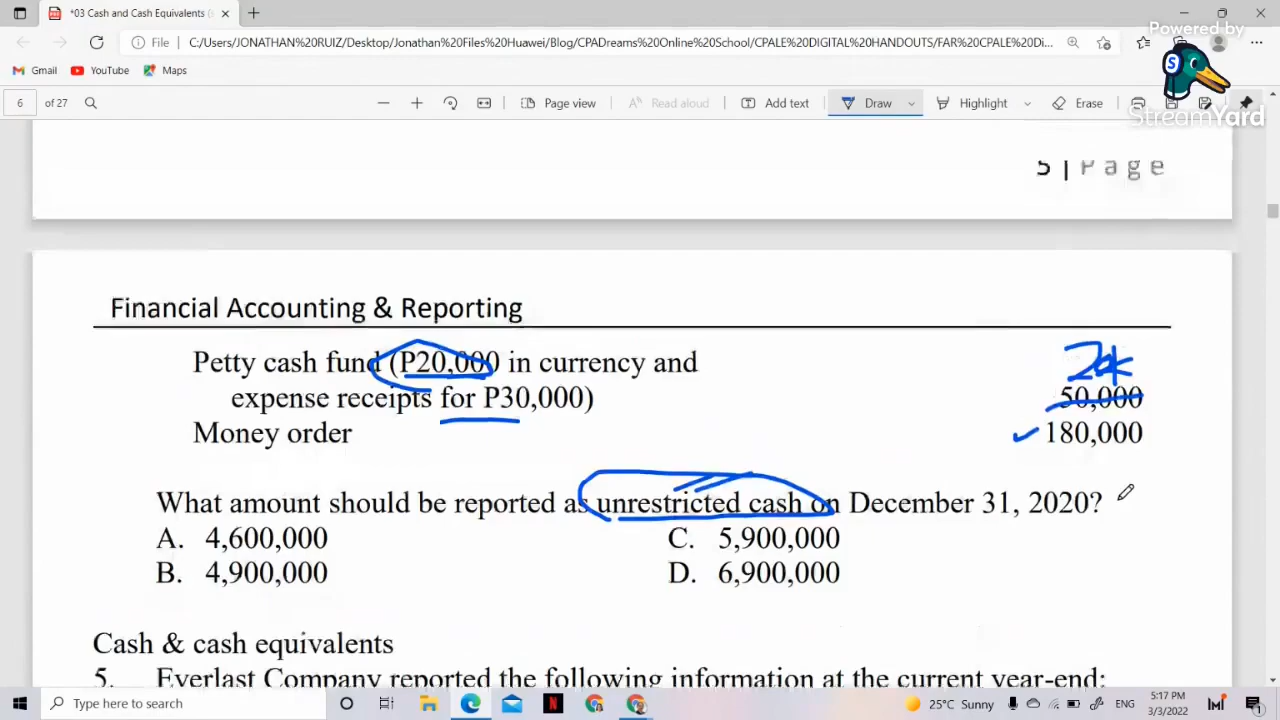 *03 Cash and Cash Equivalents (
Powered by
File
C:/Users/JONATHAN%20RUIZ/Desktop/Jonathan%20Files%20Huawei/Blog/CPADreams%20Online%20School/CPALE%20DIGITAL%20HANDOUTS/FAR%20CPALE%20Di...
Gmail YouTube Maps
6 of 27 Page view Read aloud Add text Draw Highlight Erase
StreamYard
5 | Page
Financial Accounting & Reporting
Petty cash fund (P20,000 in currency and 20k
expense receipts for P30,000) 50,000
Money order 180,000
What amount should be reported as unrestricted cash on December 31, 2020?
A. 4,600,000 C. 5,900,000
B. 4,900,000 D. 6,900,000
Cash & cash equivalents
5. Everlast Company reported the following information at the current year-end:
Type here to search 25°C Sunny ENG 5:17 PM
3/3/2022